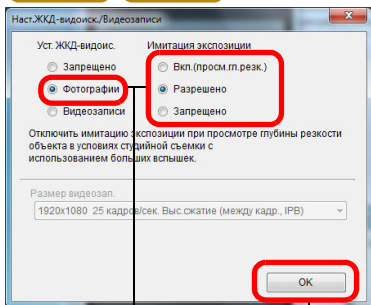 Наст.ЖКД-видоиск./Видеозаписи
Уст. ЖКД-видоис.
Имитация экспозиции
Запрещено
Вкл.(просм.гл.резк.)
Фотографии
Разрешено
Видеозаписи
Запрещено
Отключить имитацию экспозиции при просмотре глубины резкости
объекта в условиях студийной съемки с
использованием больших вспышек.
Размер видеозап.
1920x1080 25 кадров/сек. Выс.сжатие (между кадр., IPB)
OK